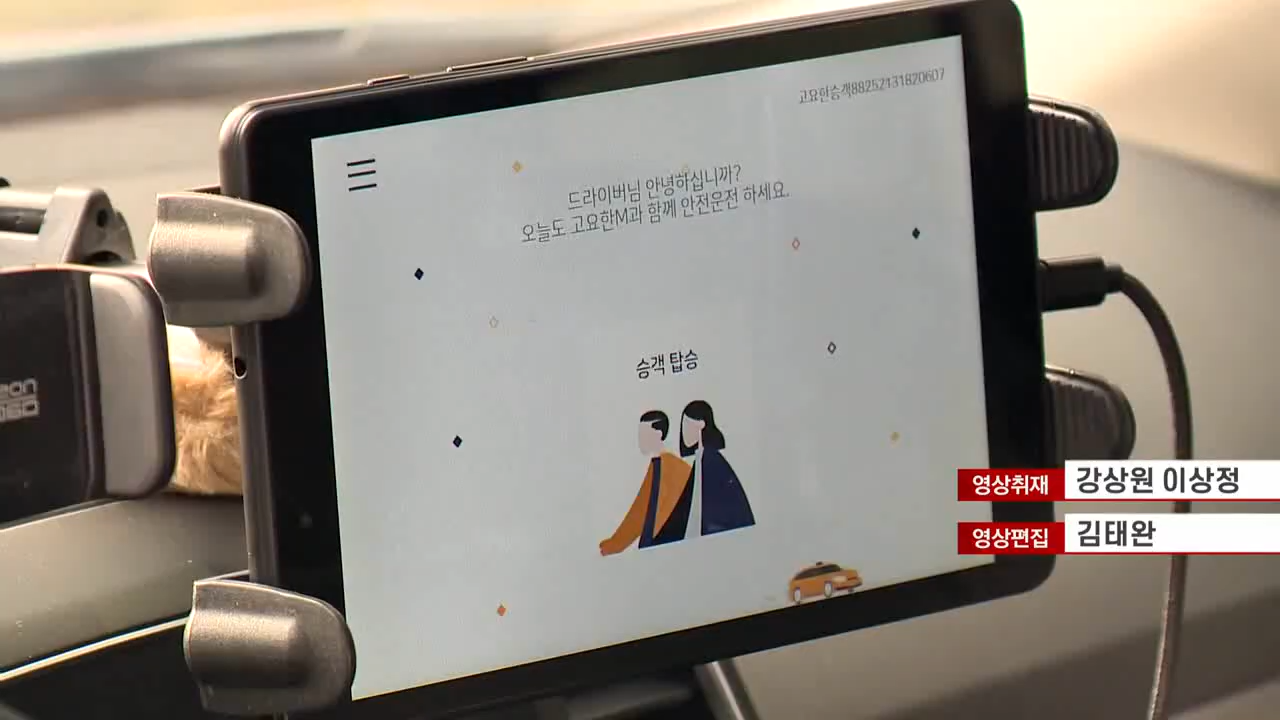 고요한승객88252131820607
드라이버님 안녕하십니까?
오늘도 고요한M과 함께 안전운전 하세요.
승객 탑승
영상취재 강상원 이상정
영상편집 김태완